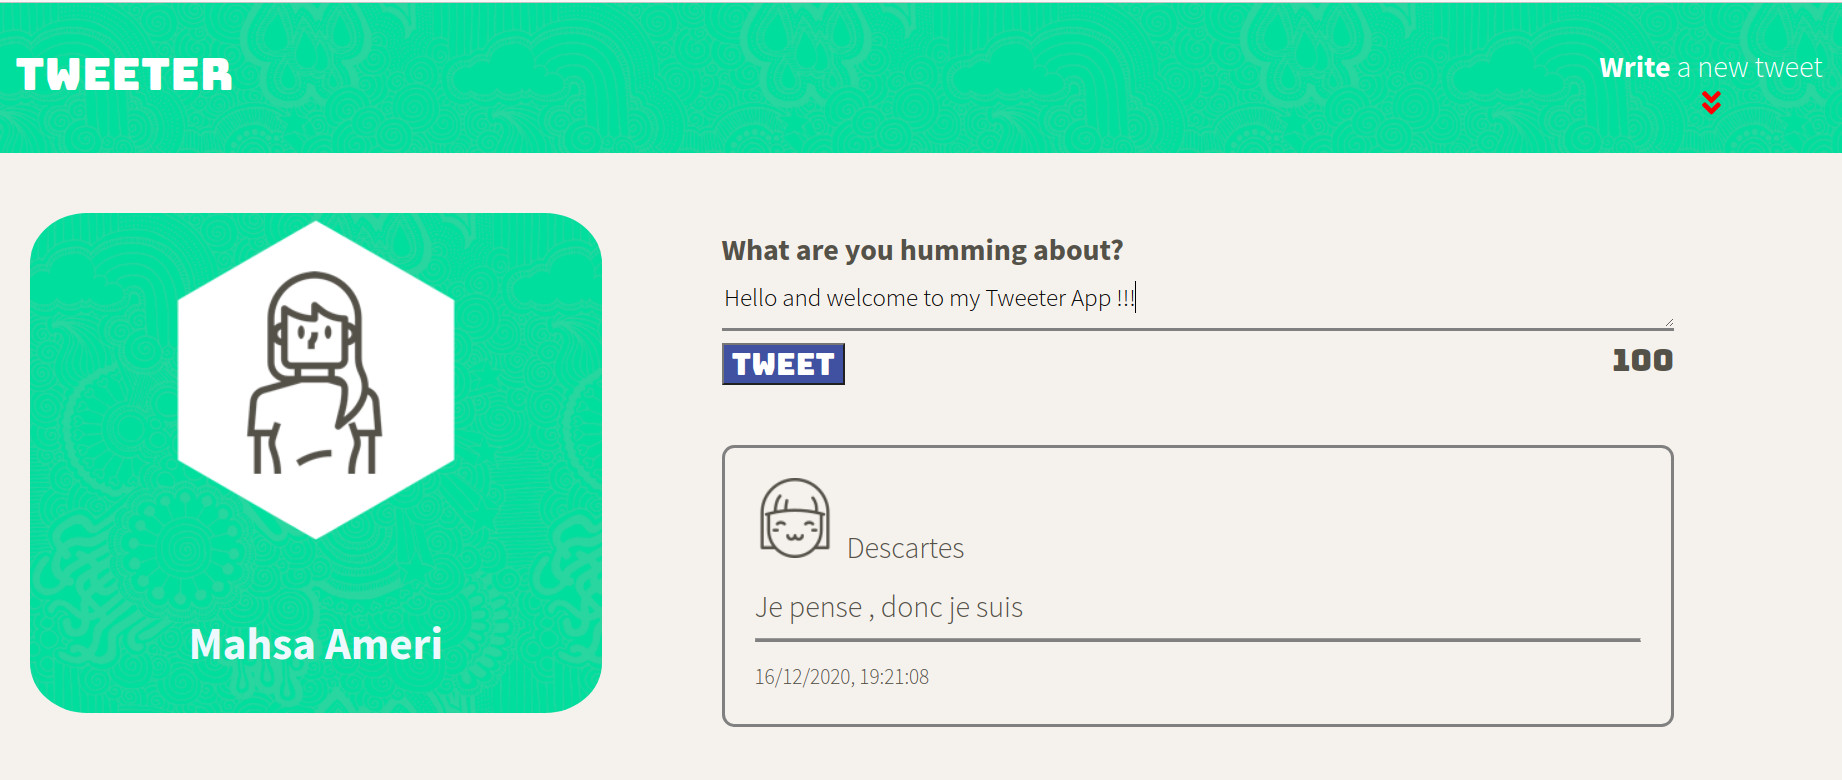 TWEETER
Write a new tweet
Mahsa Ameri
What are you humming about?
Hello and welcome to my Tweeter App !!!
TWEET
100
Descartes
Je pense , donc je suis
16/12/2020, 19:21:08